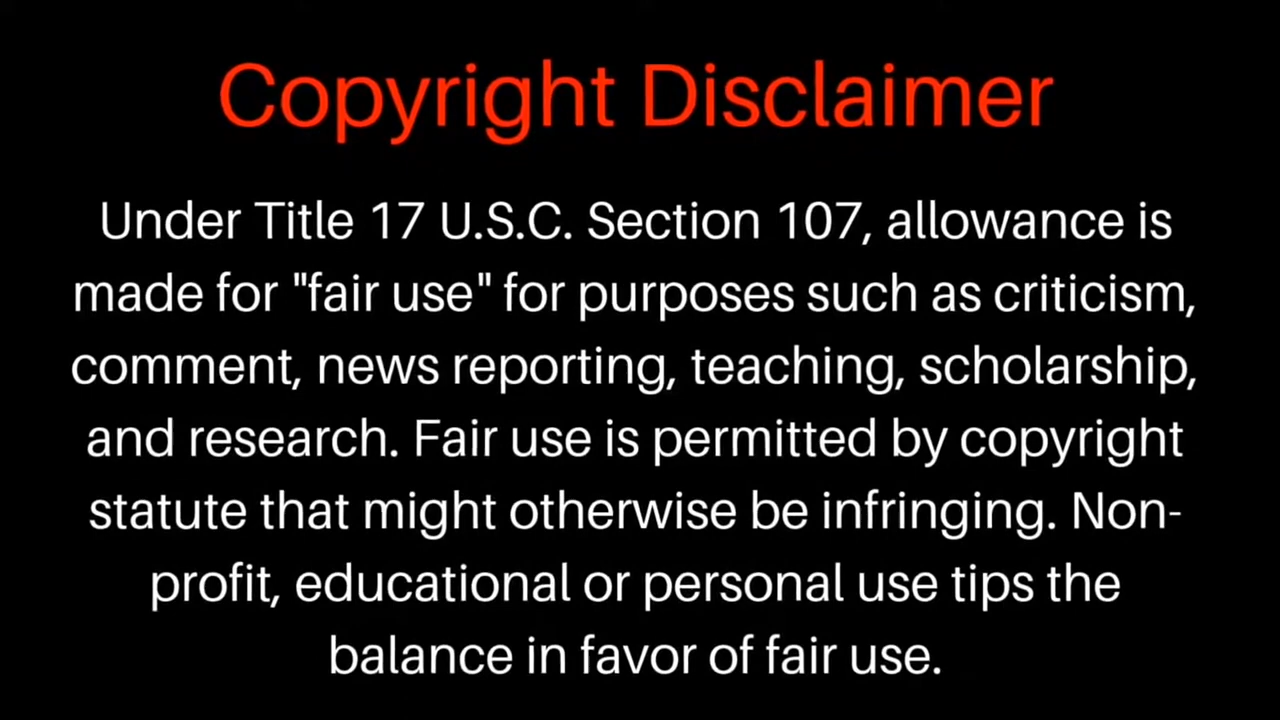 Copyright Disclaimer
Under Title 17 U.S.C. Section 107, allowance is
made for "fair use" for purposes such as criticism,
comment, news reporting, teaching, scholarship,
and research. Fair use is permitted by copyright
statute that might otherwise be infringing. Non-
profit, educational or personal use tips the
balance in favor of fair use.